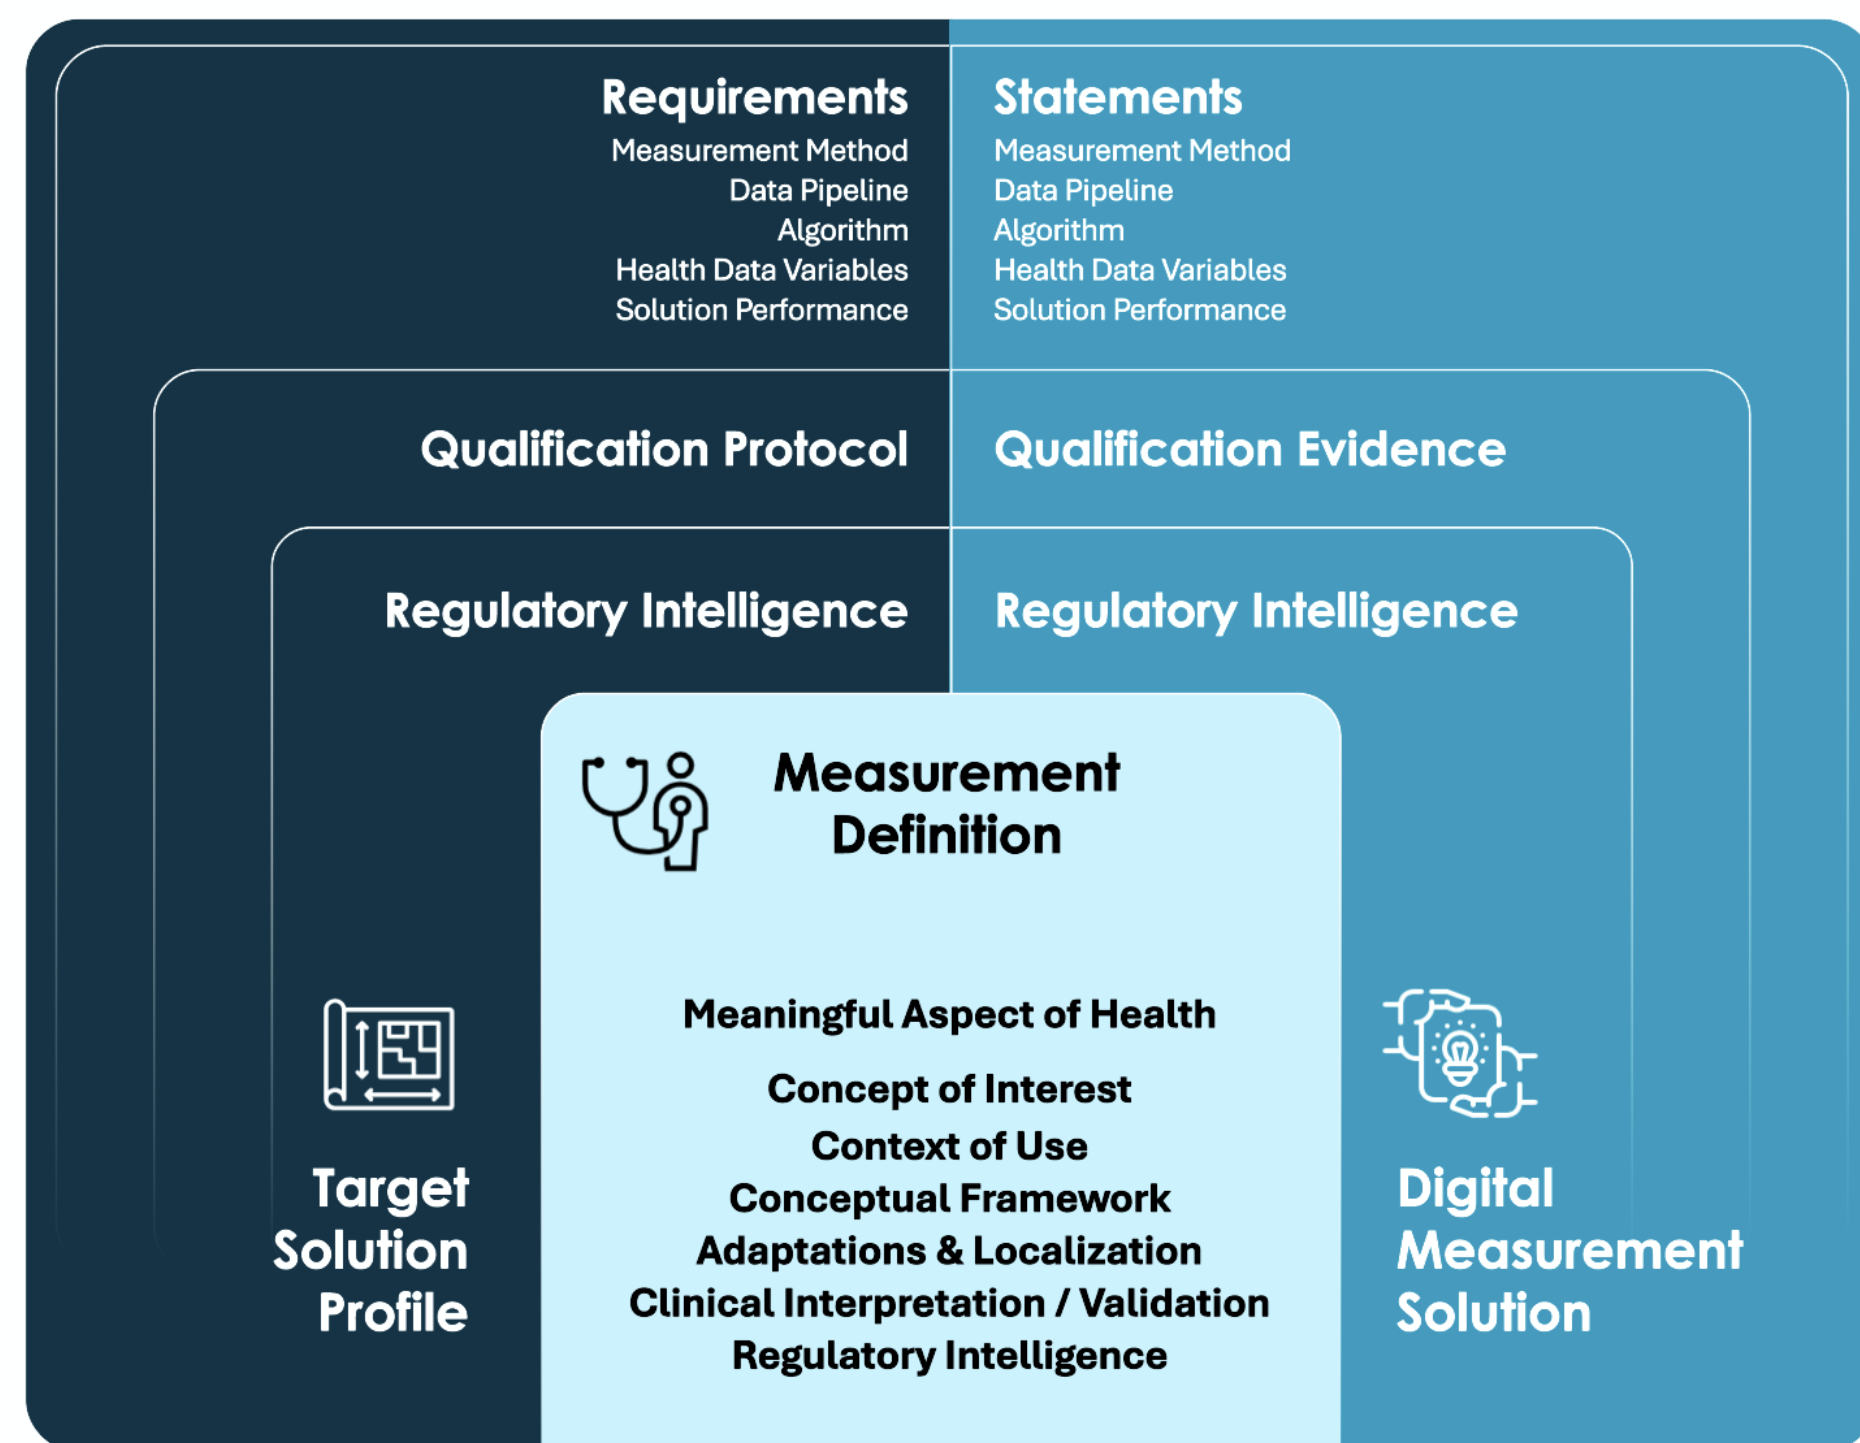 Requirements
Measurement Method
Data Pipeline
Algorithm
Health Data Variables
Solution Performance
Statements
Measurement Method
Data Pipeline
Algorithm
Health Data Variables
Solution Performance
Qualification Protocol
Qualification Evidence
Regulatory Intelligence
Regulatory Intelligence
Measurement
Definition
Meaningful Aspect of Health
Concept of Interest
Context of Use
Conceptual Framework
Adaptations & Localization
Clinical Interpretation / Validation
Regulatory Intelligence
Target
Solution
Profile
Digital
Measurement
Solution